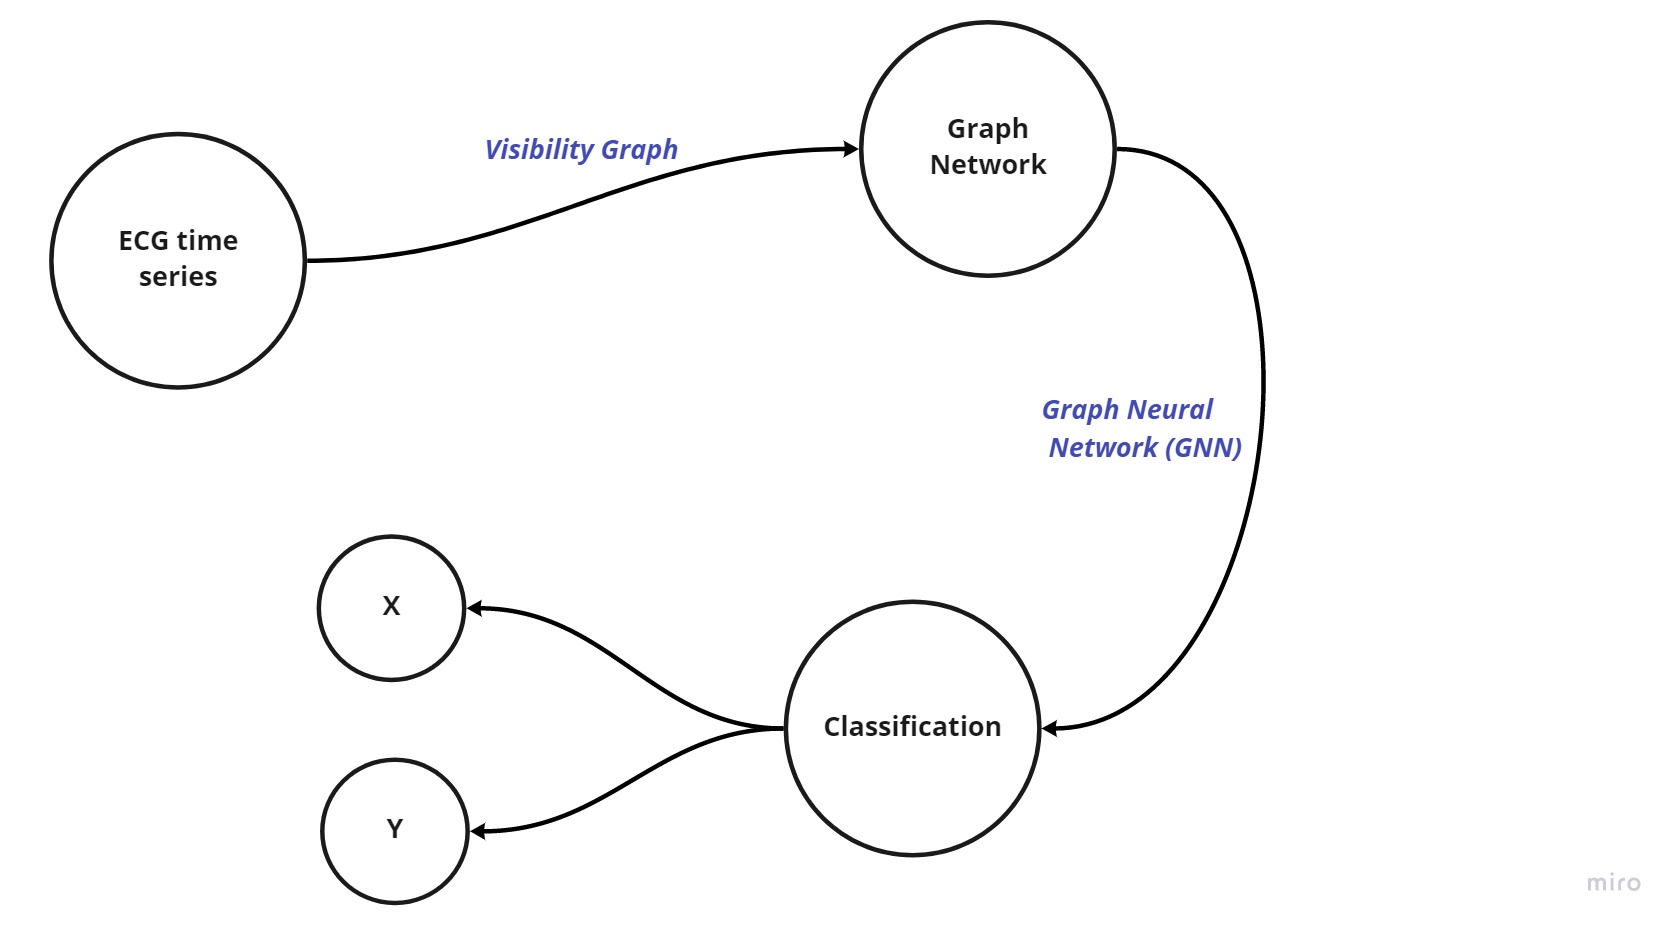 Graph
Network
Visibility Graph
ECG time
series
Graph Neural
Network (GNN)
X
Classification
Y
miro